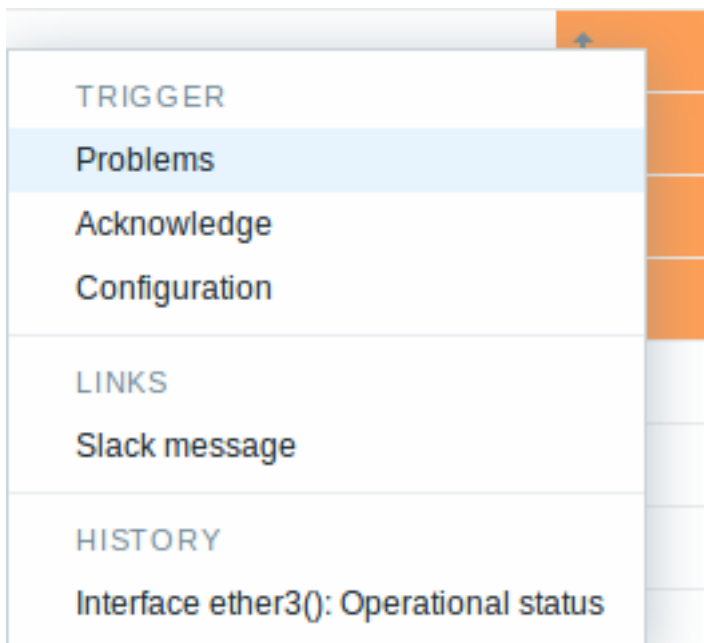 TRIGGER
Problems
Acknowledge
Configuration
LINKS
Slack message
HISTORY
Interface ether3(): Operational status